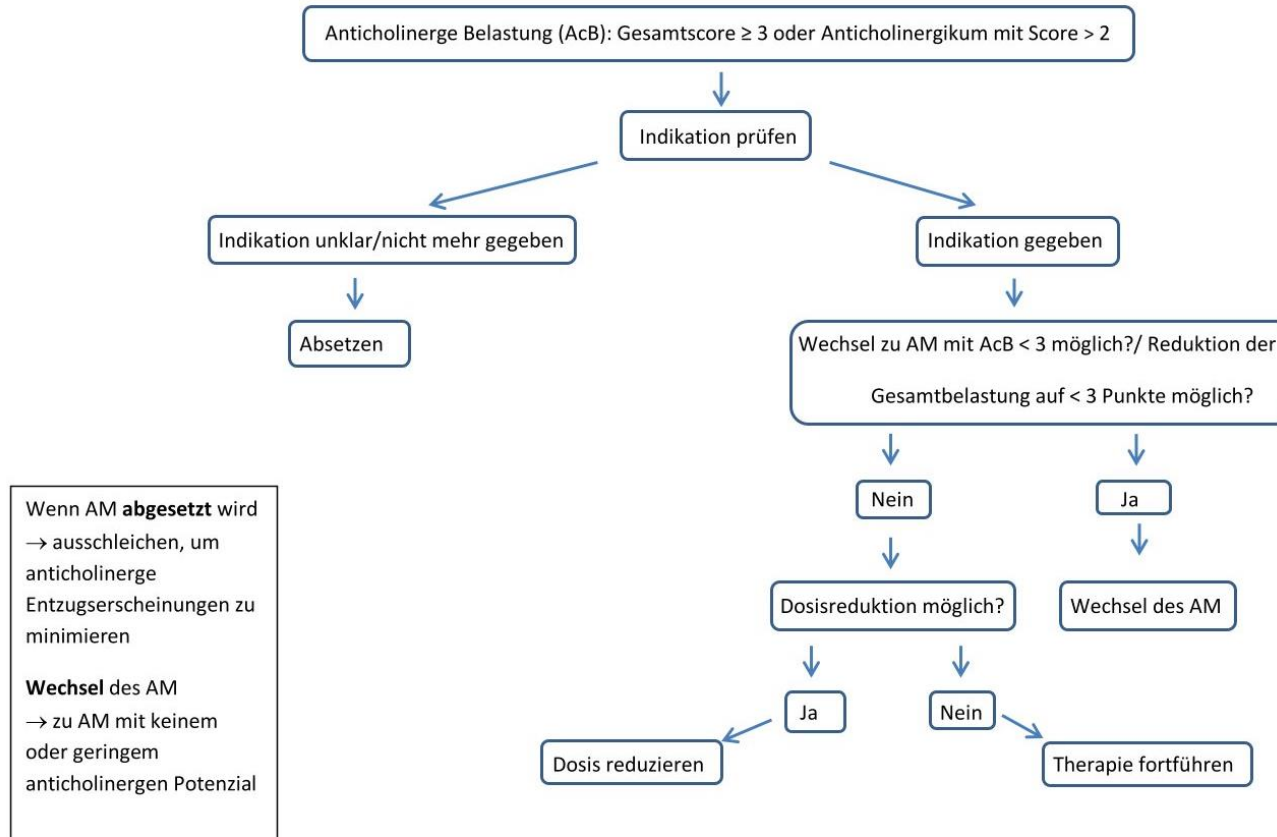 Anticholinerge Belastung (AcB): Gesamtscore ≥ 3 oder Anticholinergikum mit Score > 2
Indikation prüfen
Indikation unklar/nicht mehr gegeben
Indikation gegeben
Absetzen
Wechsel zu AM mit AcB < 3 möglich?/ Reduktion der
Gesamtbelastung auf < 3 Punkte möglich?
Nein
Ja
Dosisreduktion möglich?
Wechsel des AM
Ja
Nein
Dosis reduzieren
Therapie fortführen
Wenn AM abgesetzt wird
→ ausschleichen, um
anticholinerge
Entzugserscheinungen zu
minimieren
Wechsel des AM
→ zu AM mit keinem
oder geringem
anticholinergen Potenzial